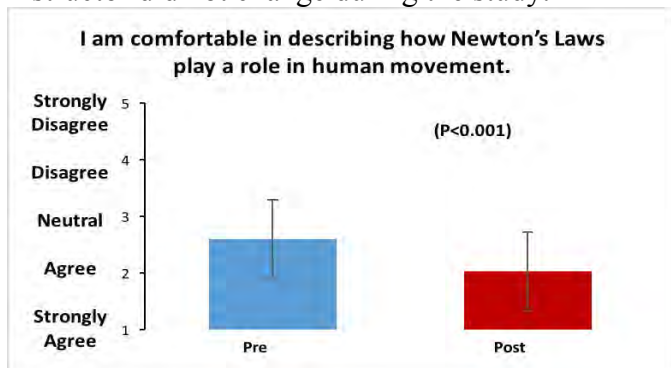 I am comfortable in describing how Newton's Laws
play a role in human movement.
Strongly
Disagree
5
(P<0.001)
4
Disagree
Neutral
3
Agree
2
Strongly
Agree
1
Pre
Post